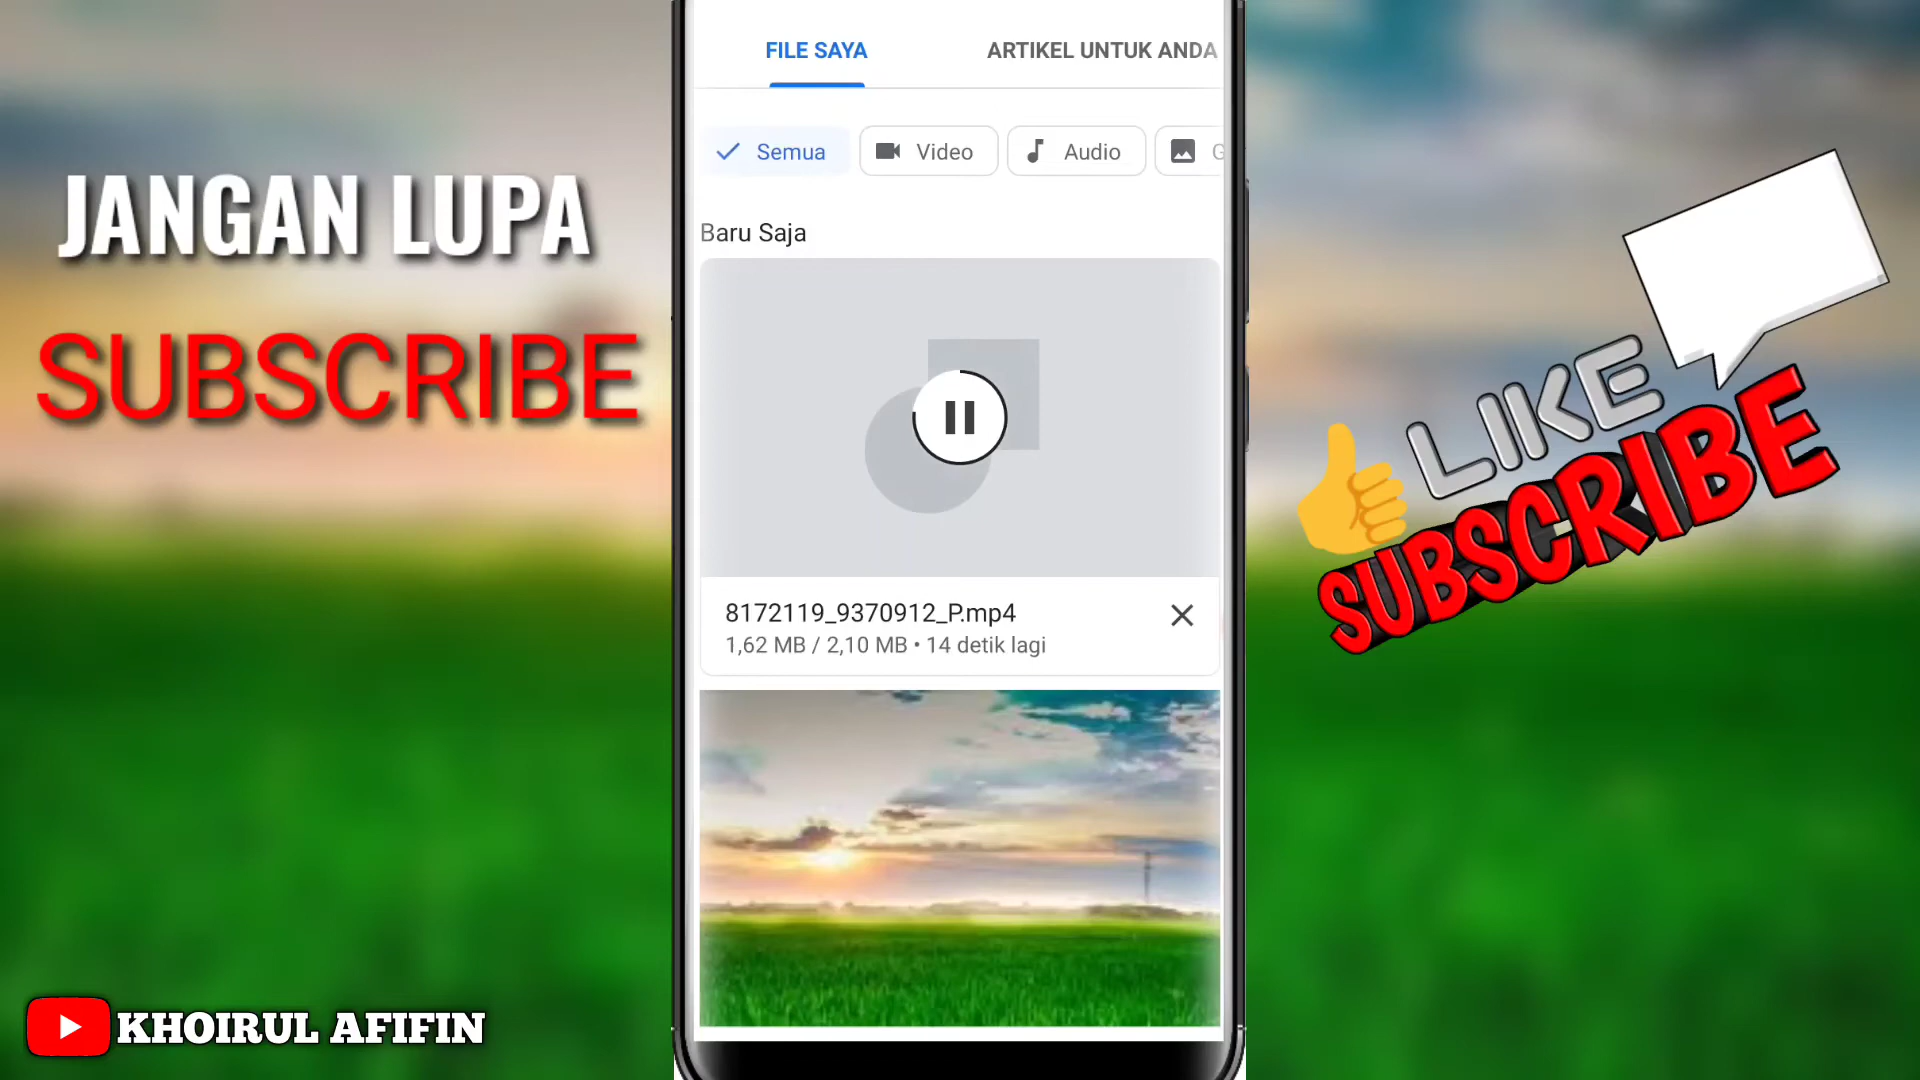 JANGAN LUPA
SUBSCRIBE
FILE SAYA
ARTIKEL UNTUK ANDA
Semua
Video
Audio
G
Baru Saja
8172119_9370912_P.mp4
1,62 MB / 2,10 MB • 14 detik lagi
LIKE
SUBSCRIBE
KHOIRUL AFIFIN